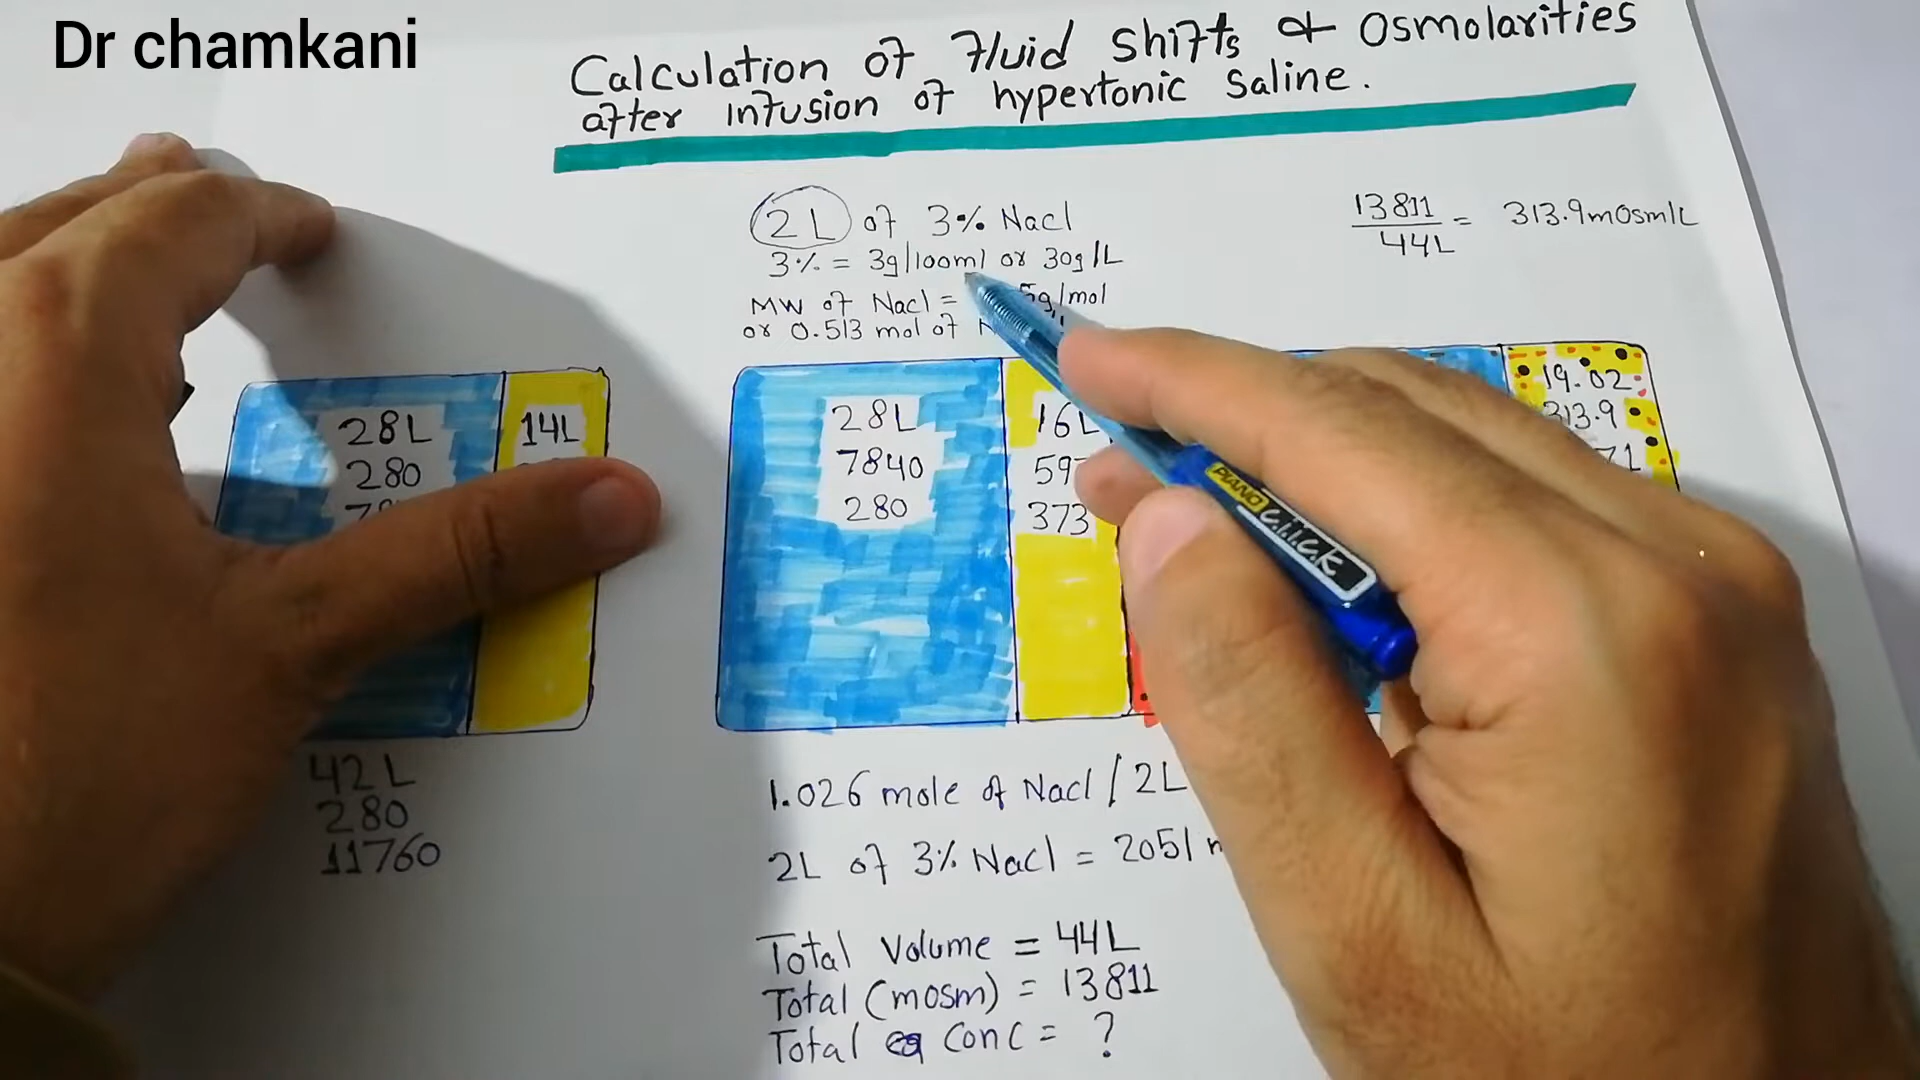 Dr chamkani
Calculation of Fluid Shifts & Osmolarities
after infusion of hypertonic Saline.
2L of 3% Nacl
3% = 3g/100ml or 30g/L
MW of Nacl = 5g/mol
or 0.513 mol of
13811
44L
= 313.9mOsm/L
28L
280
14L
42L
280
11760
28L
7840
280
16L
373
19.02
313.9
PIANO
c.l.i.c.k
1.026 mole of Nacl / 2L
2L of 3% Nacl = 2051
Total Volume = 44L
Total (mosm) = 13811
Total Conc = ?